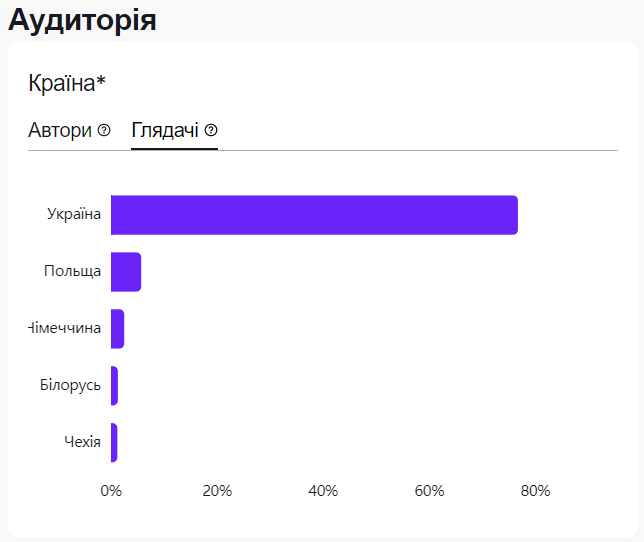 Аудиторія
Країна*
Автори Глядачі
Україна
Польща
Німеччина
Білорусь
Чехія
0% 20% 40% 60% 80%